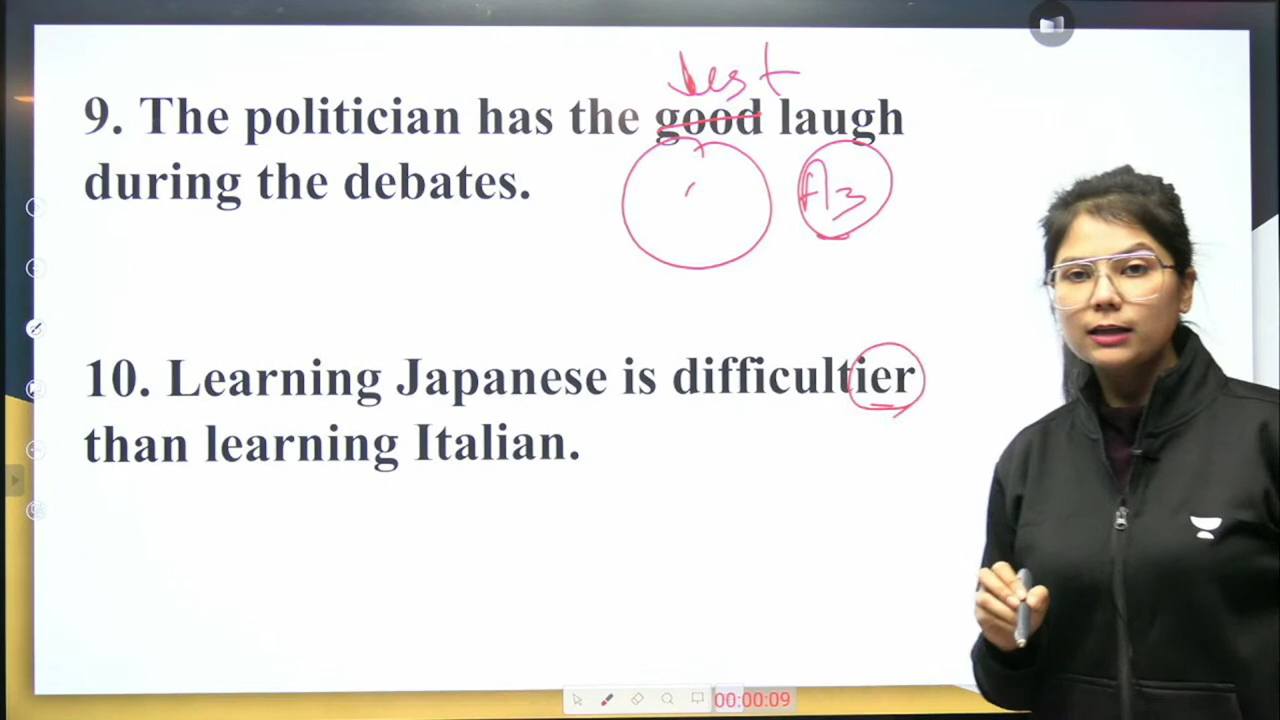 best
9. The politician has the good laugh
during the debates.
10. Learning Japanese is difficultier
than learning Italian.
00:00:09